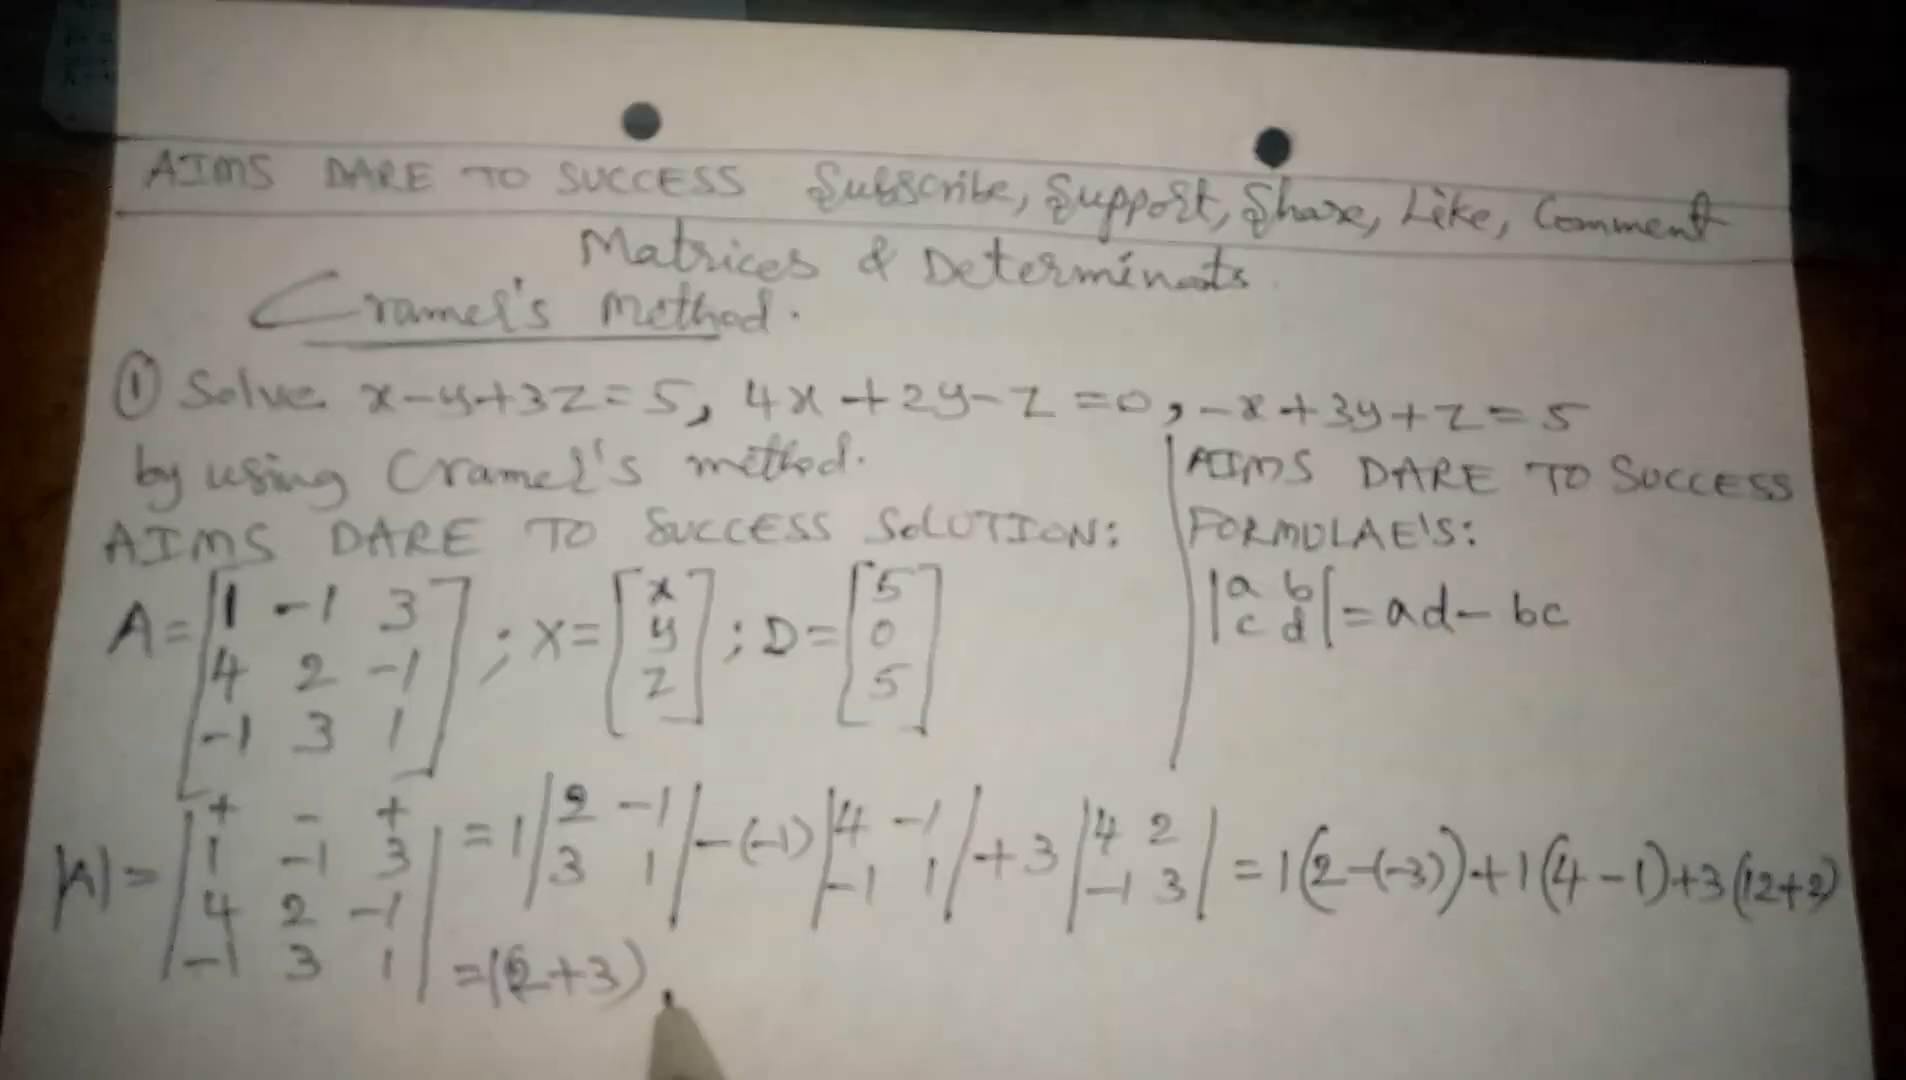 AIMS DARE TO SUCCESS Subscribe, Support, Share, Like, Comment
Matrices & Determinats.
Cramer's Method.
① Solve x-y+3z=5, 4x+2y-z=0, -x+3y+z=5
by using Cramer's method.
AIMS DARE TO SUCCESS SOLUTION:
A=[1 -1 3; X=[x; D=[5
4 2 -1] y] 0]
-1 3 1 z 5
AIMS DARE TO SUCCESS
FORMULAE'S:
|a b
c d|=ad-bc
+ - +
|A|=|1 -1 3|=1|2 -1|-(-1)|4 -1|+3|4 2|=1(2-(-3))+1(4-1)+3(12+2)
4 2 -1 3 1 -1 1 -1 3
-1 3 1 =1(2+3)